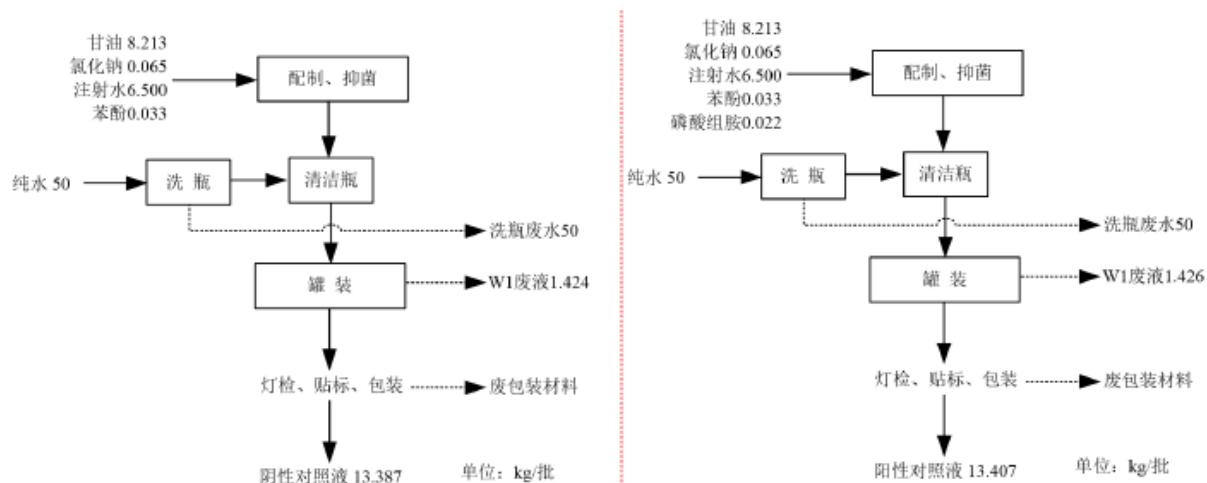 甘油 8.213
氯化钠 0.065
注射水6.500
苯酚0.033
配制、抑菌
纯水 50
洗 瓶
清洁瓶
洗瓶废水50
罐 装
W1废液1.424
灯检、贴标、包装
废包装材料
阴性对照液 13.387
单位：kg/批
甘油 8.213
氯化钠 0.065
注射水6.500
苯酚0.033
磷酸组胺0.022
配制、抑菌
纯水 50
洗 瓶
清洁瓶
洗瓶废水50
罐 装
W1废液1.426
灯检、贴标、包装
废包装材料
阳性对照液 13.407
单位：kg/批